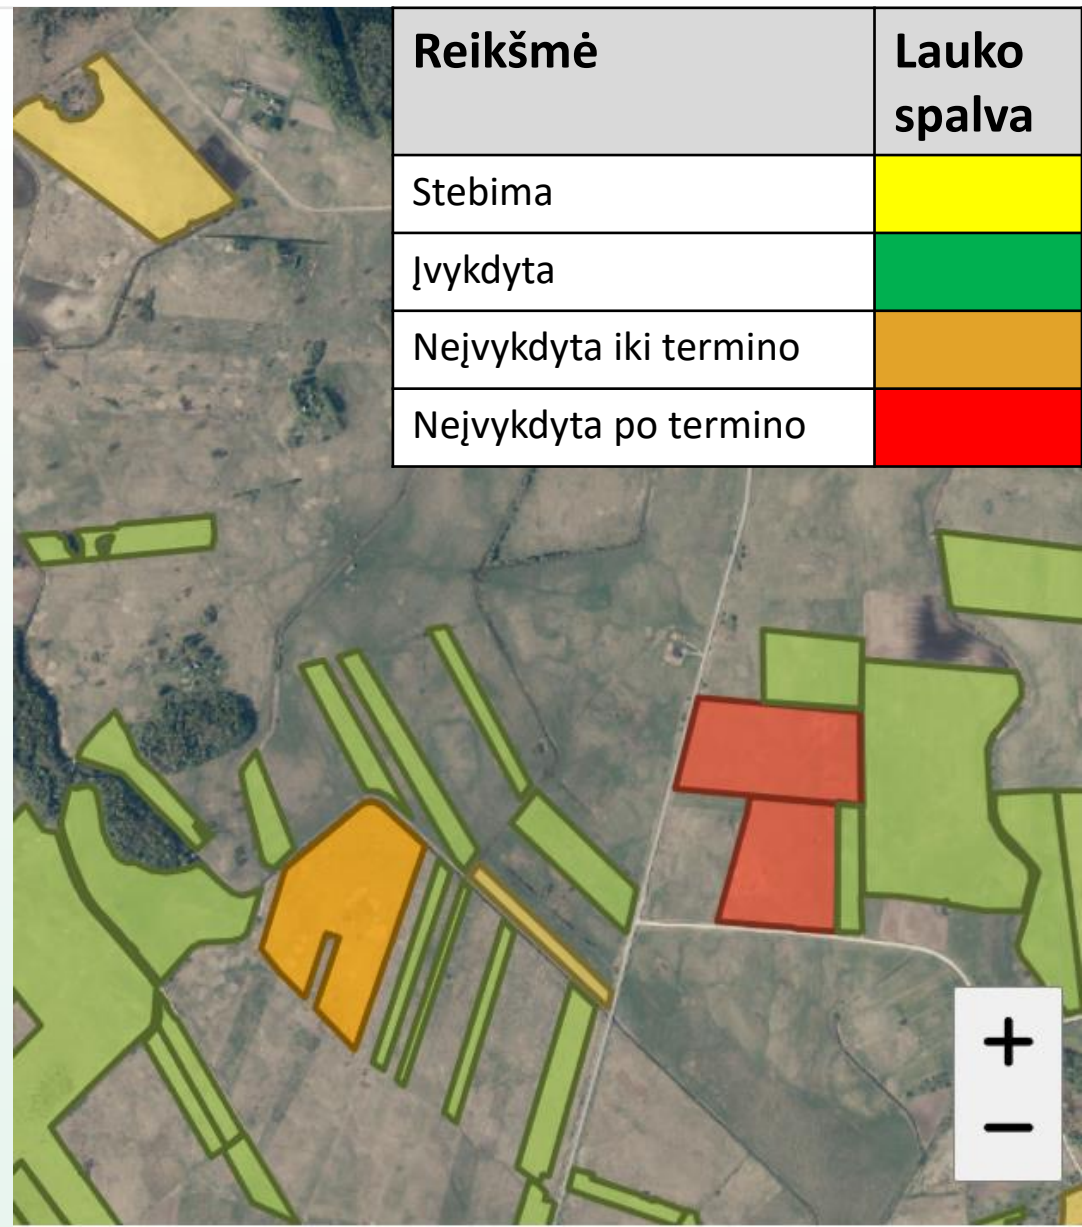 Reikšmė
Lauko
spalva
Stebima
Įvykdyta
Neįvykdyta iki termino
Neįvykdyta po termino
+
−